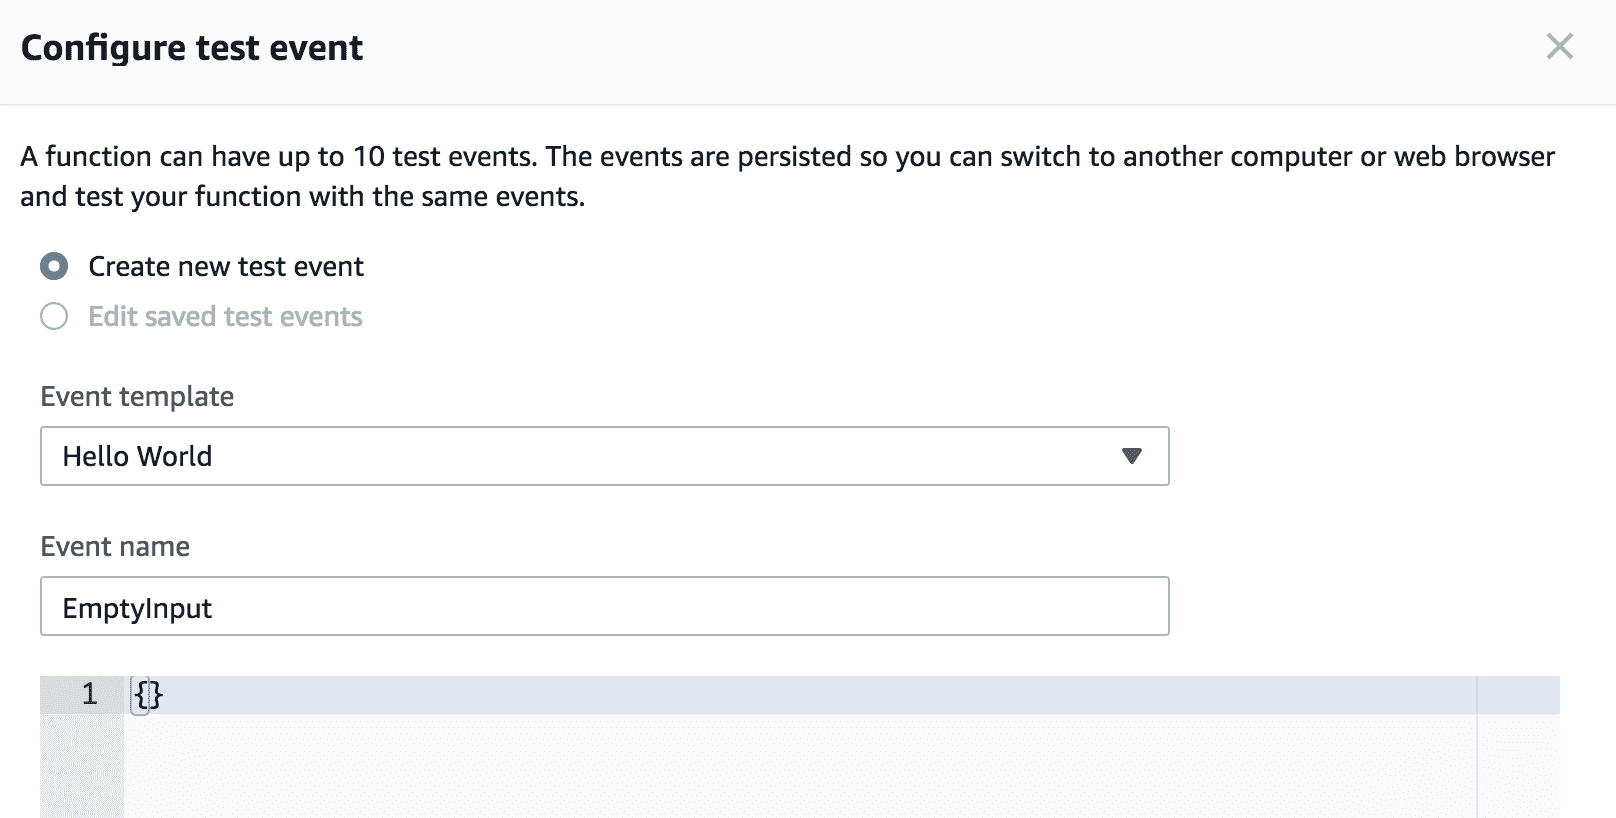 Configure test event
A function can have up to 10 test events. The events are persisted so you can switch to another computer or web browser
and test your function with the same events.
Create new test event
Edit saved test events
Event template
Hello World
Event name
EmptyInput
1 {}